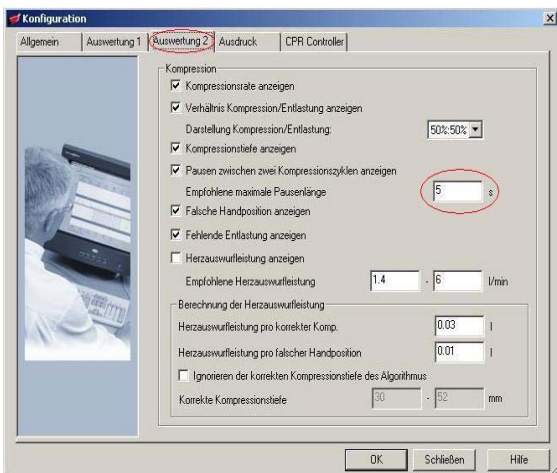 Konfiguration
Allgemein Auswertung 1 Auswertung 2 Ausdruck CPR Controller
Kompression
Kompressionsrate anzeigen
Verhältnis Kompression/Entlastung anzeigen
Darstellung Kompression/Entlastung: 50%:50%
Kompressionstiefe anzeigen
Pausen zwischen zwei Kompressionszyklen anzeigen
Empfohlene maximale Pausenlänge 5 s
Falsche Handposition anzeigen
Fehlende Entlastung anzeigen
Herzauswurfleistung anzeigen
Empfohlene Herzauswurfleistung 1.4 - 6 l/min
Berechnung der Herzauswurfleistung
Herzauswurfleistung pro korrekter Komp. 0.03 l
Herzauswurfleistung pro falscher Handposition 0.01 l
Ignorieren der korrekten Kompressionstiefe des Algorithmus
Korrekte Kompressionstiefe 30 - 52 mm
OK Schließen Hilfe